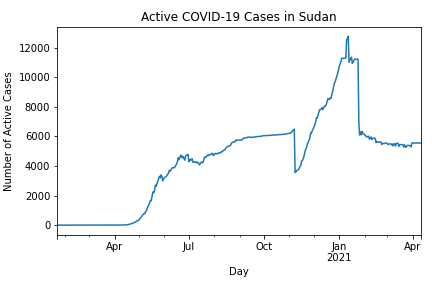 Active COVID-19 Cases in Sudan
Number of Active Cases
12000
10000
8000
6000
4000
2000
0
Apr Jul Oct Jan Apr
2021
Day